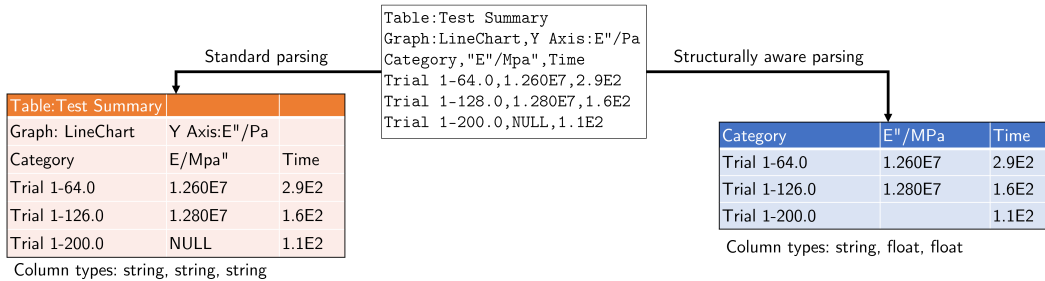 Table:Test Summary
Graph:LineChart,Y Axis:E"/Pa
Category,"E"/Mpa",Time
Trial 1-64.0,1.260E7,2.9E2
Trial 1-128.0,1.280E7,1.6E2
Trial 1-200.0,NULL,1.1E2
Standard parsing
Structurally aware parsing
Table:Test Summary
Graph: LineChart Y Axis:E"/Pa
Category E/Mpa" Time
Trial 1-64.0 1.260E7 2.9E2
Trial 1-126.0 1.280E7 1.6E2
Trial 1-200.0 NULL 1.1E2
Column types: string, string, string
Category E"/MPa Time
Trial 1-64.0 1.260E7 2.9E2
Trial 1-126.0 1.280E7 1.6E2
Trial 1-200.0 1.1E2
Column types: string, float, float